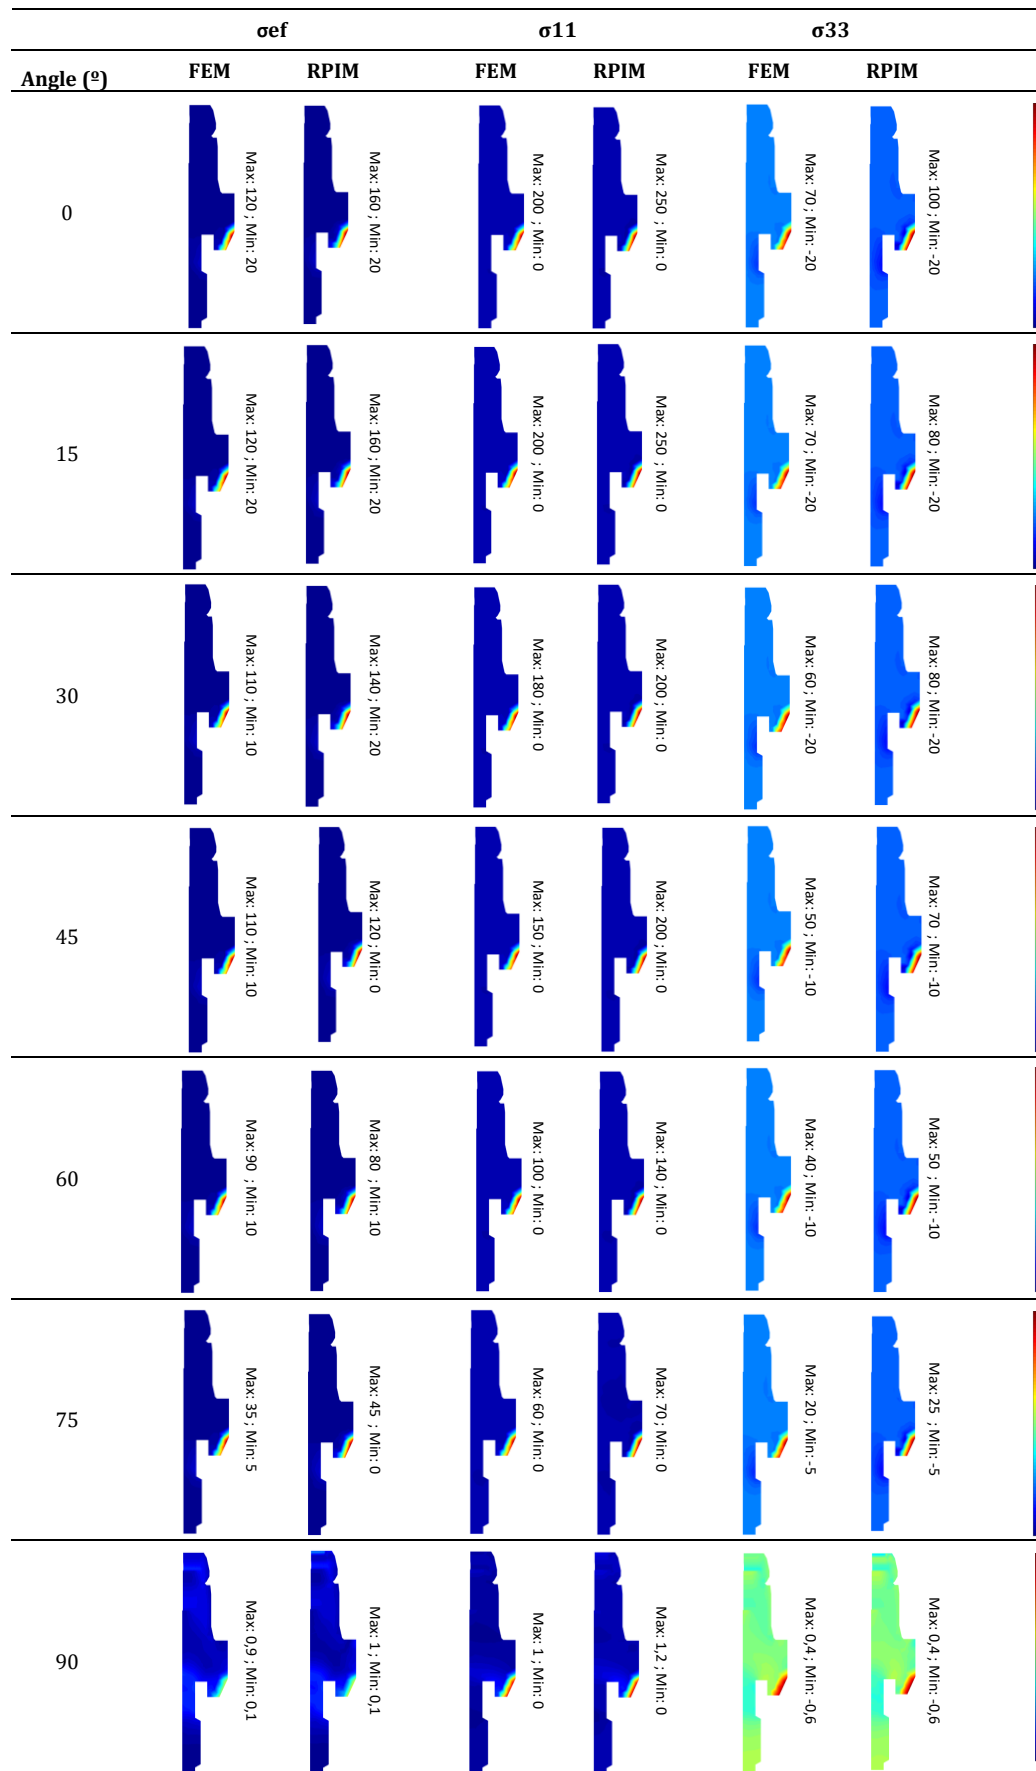 σef σ11 σ33
Angle (º) FEM RPIM FEM RPIM FEM RPIM
0
Max: 120 ; Min: 20
Max: 160 ; Min: 20
Max: 200 ; Min: 0
Max: 250 ; Min: 0
Max: 70 ; Min: -20
Max: 100 ; Min: -20
15
Max: 120 ; Min: 20
Max: 160 ; Min: 20
Max: 200 ; Min: 0
Max: 250 ; Min: 0
Max: 70 ; Min: -20
Max: 80 ; Min: -20
30
Max: 110 ; Min: 10
Max: 140 ; Min: 20
Max: 180 ; Min: 0
Max: 200 ; Min: 0
Max: 60 ; Min: -20
Max: 80 ; Min: -20
45
Max: 110 ; Min: 10
Max: 120 ; Min: 0
Max: 150 ; Min: 0
Max: 200 ; Min: 0
Max: 50 ; Min: -10
Max: 70 ; Min: -10
60
Max: 90 ; Min: 10
Max: 80 ; Min: 10
Max: 100 ; Min: 0
Max: 140 ; Min: 0
Max: 40 ; Min: -10
Max: 50 ; Min: -10
75
Max: 35 ; Min: 5
Max: 45 ; Min: 0
Max: 60 ; Min: 0
Max: 70 ; Min: 0
Max: 20 ; Min: -5
Max: 25 ; Min: -5
90
Max: 0,9 ; Min: 0,1
Max: 1 ; Min: 0,1
Max: 1 ; Min: 0
Max: 1,2 ; Min: 0
Max: 0,4 ; Min: -0,6
Max: 0,4 ; Min: -0,6